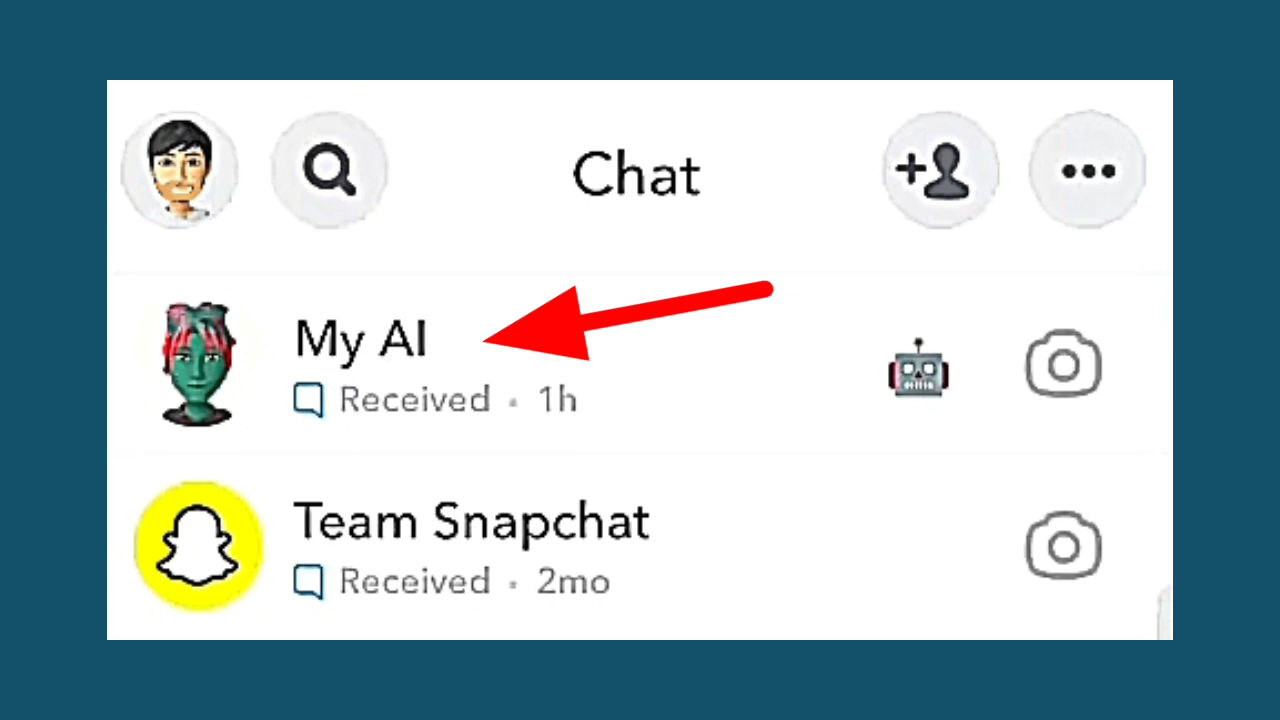 Chat
My AI
Received · 1h
Team Snapchat
Received · 2mo